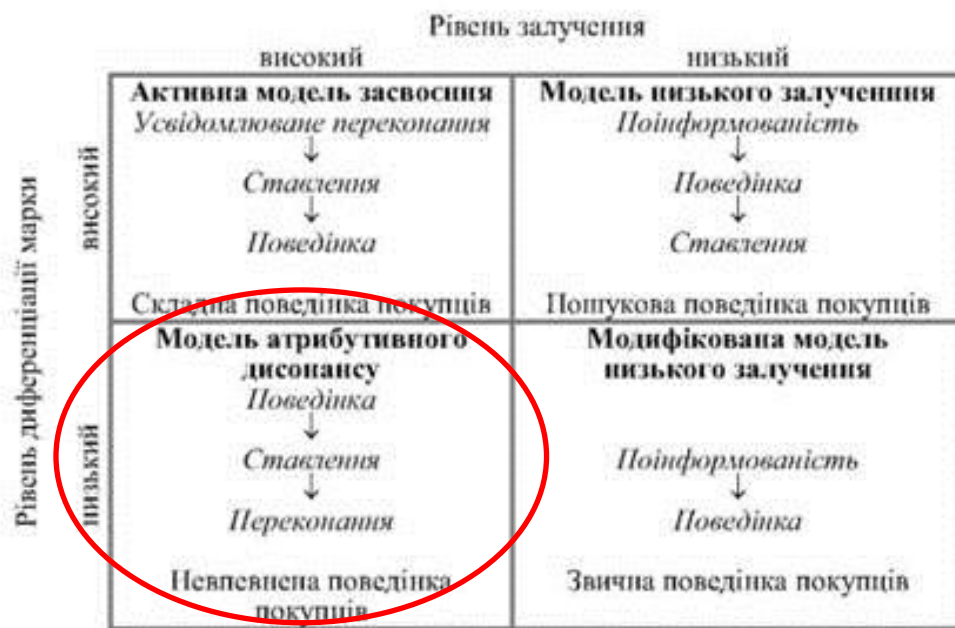 Рівень залучення
високий
низький
Рівень диференціації марки
високий
Активна модель засвоєння
Усвідомлюване переконання
↓
Ставлення
↓
Поведінка
Складна поведінка покупців
Модель низького залученння
Поінформованість
↓
Поведінка
↓
Ставлення
Пошукова поведінка покупців
низький
Модель атрибутивного
дисонансу
Поведінка
↓
Ставлення
↓
Переконання
Невпевнена поведінка
покупців
Модифікована модель
низького залучення
Поінформованість
↓
Поведінка
Звична поведінка покупців